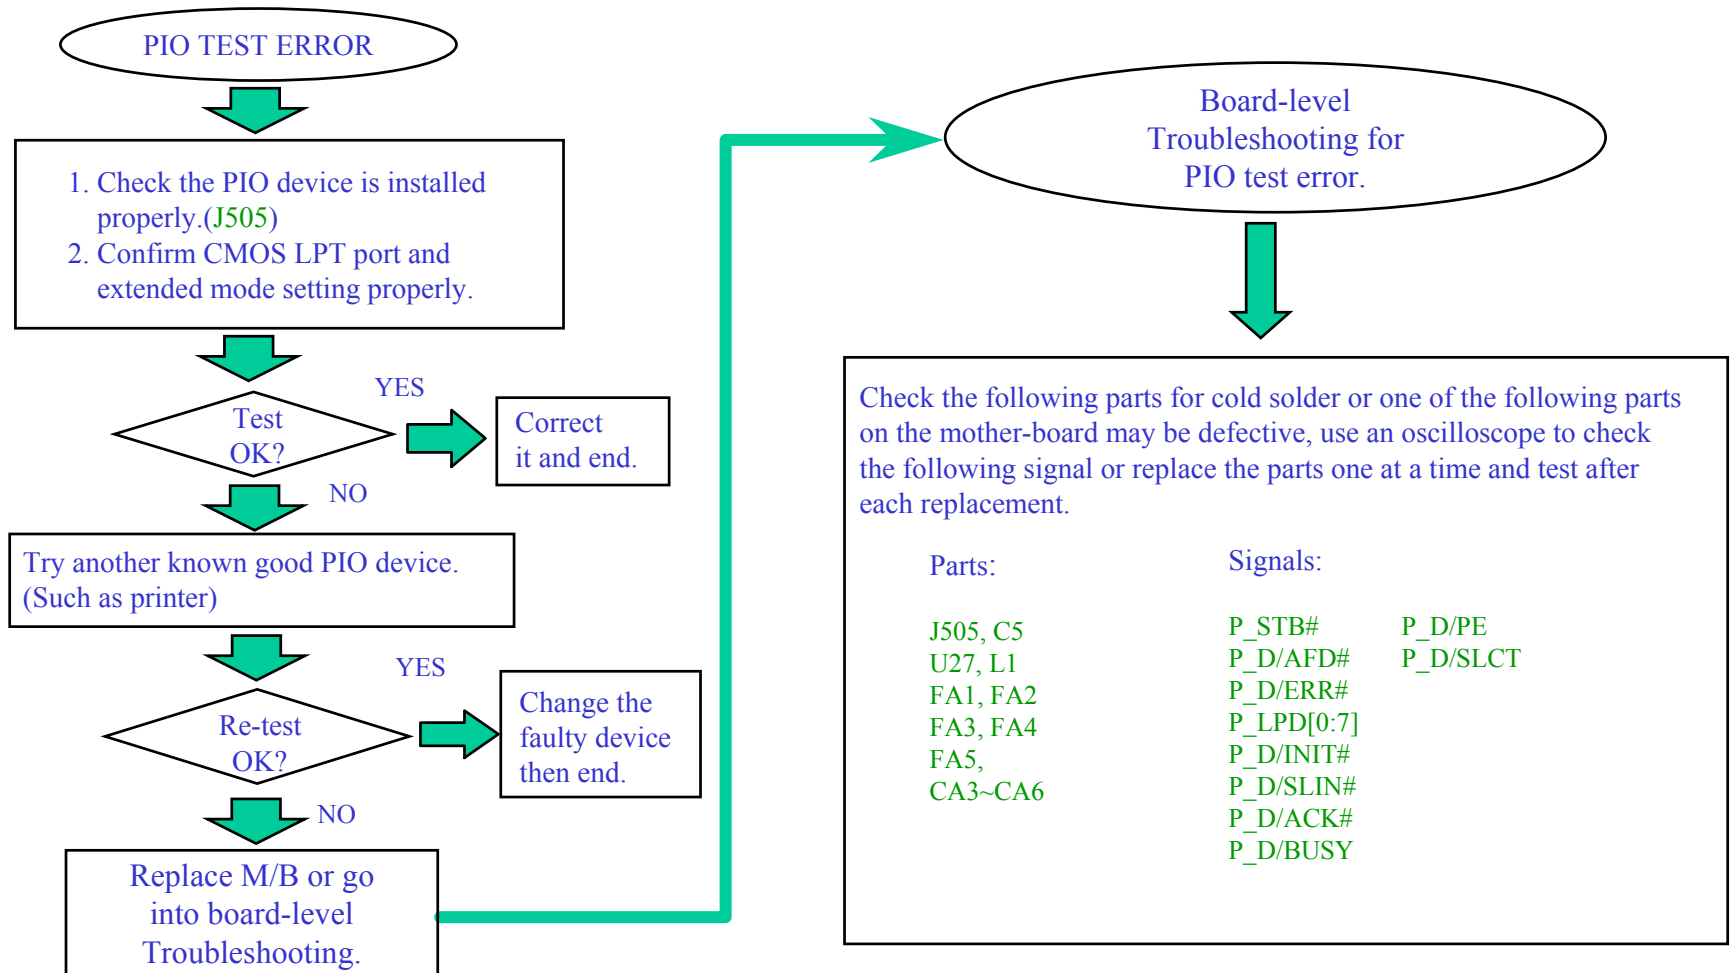 PIO TEST ERROR
1. Check the PIO device is installed
properly.(J505)
2. Confirm CMOS LPT port and
extended mode setting properly.
Test
OK?
YES
Correct
it and end.
NO
Try another known good PIO device.
(Such as printer)
Re-test
OK?
YES
Change the
faulty device
then end.
NO
Replace M/B or go
into board-level
Troubleshooting.
Board-level
Troubleshooting for
PIO test error.
Check the following parts for cold solder or one of the following parts
on the mother-board may be defective, use an oscilloscope to check
the following signal or replace the parts one at a time and test after
each replacement.
Parts:
J505, C5
U27, L1
FA1, FA2
FA3, FA4
FA5,
CA3~CA6
Signals:
P_STB#
P_D/AFD#
P_D/ERR#
P_LPD[0:7]
P_D/INIT#
P_D/SLIN#
P_D/ACK#
P_D/BUSY
P_D/PE
P_D/SLCT